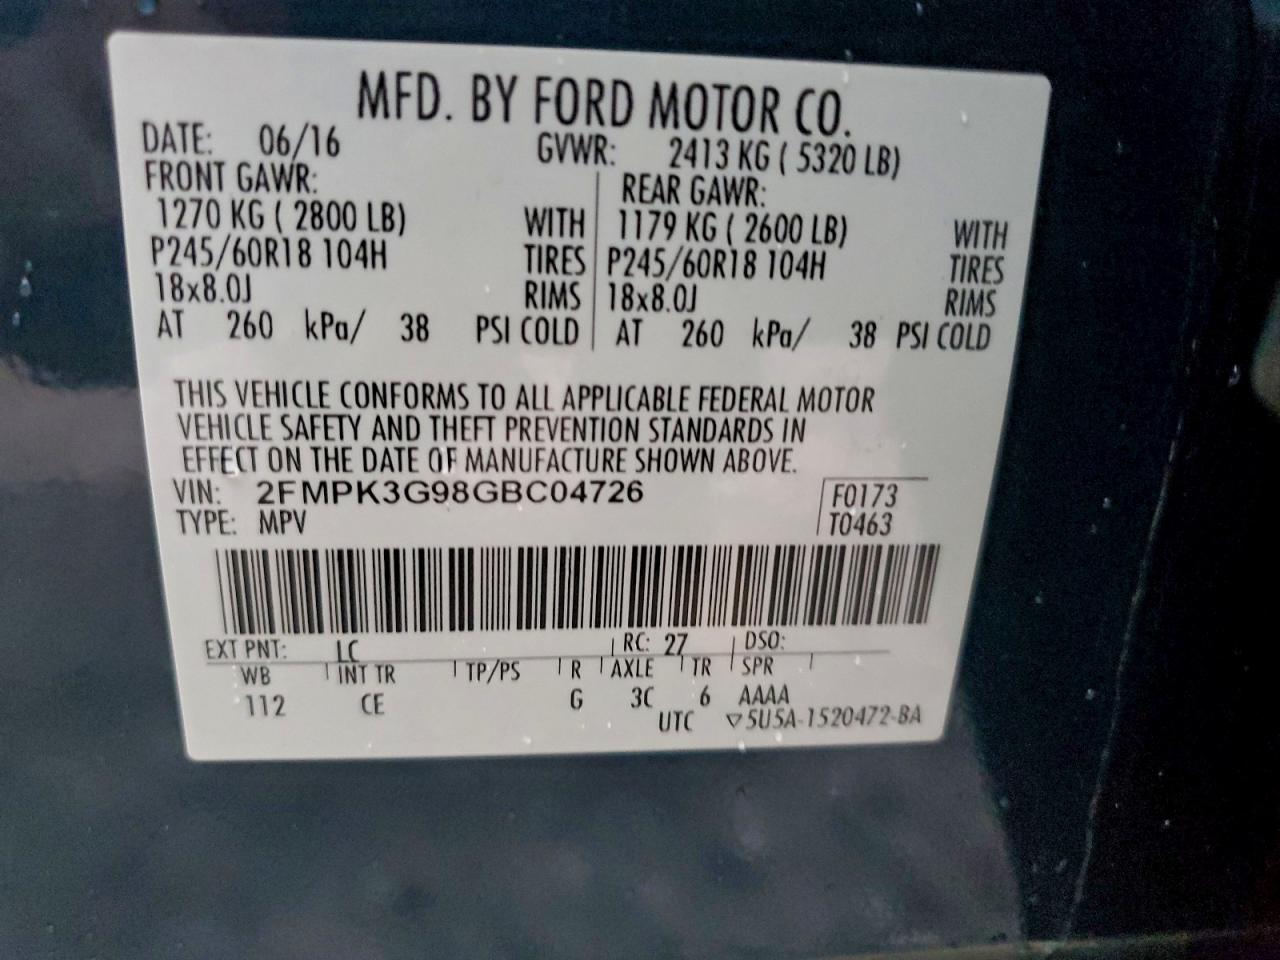 MFD. BY FORD MOTOR CO.
DATE: 06/16 GVWR: 2413 KG ( 5320 LB)
FRONT GAWR: REAR GAWR:
1270 KG ( 2800 LB) WITH 1179 KG ( 2600 LB) WITH
P245/60R18 104H TIRES P245/60R18 104H TIRES
18x8.0J RIMS 18x8.0J RIMS
AT 260 kPa/ 38 PSI COLD AT 260 kPa/ 38 PSI COLD
THIS VEHICLE CONFORMS TO ALL APPLICABLE FEDERAL MOTOR
VEHICLE SAFETY AND THEFT PREVENTION STANDARDS IN
EFFECT ON THE DATE OF MANUFACTURE SHOWN ABOVE.
VIN: 2FMPK3G98GBC04726 F0173
TYPE: MPV T0463
EXT PNT: LC RC: 27 DSO:
WB INT TR TP/PS R AXLE TR SPR
112 CE G 3C 6 AAAA
UTC ▽5U5A-1520472-BA